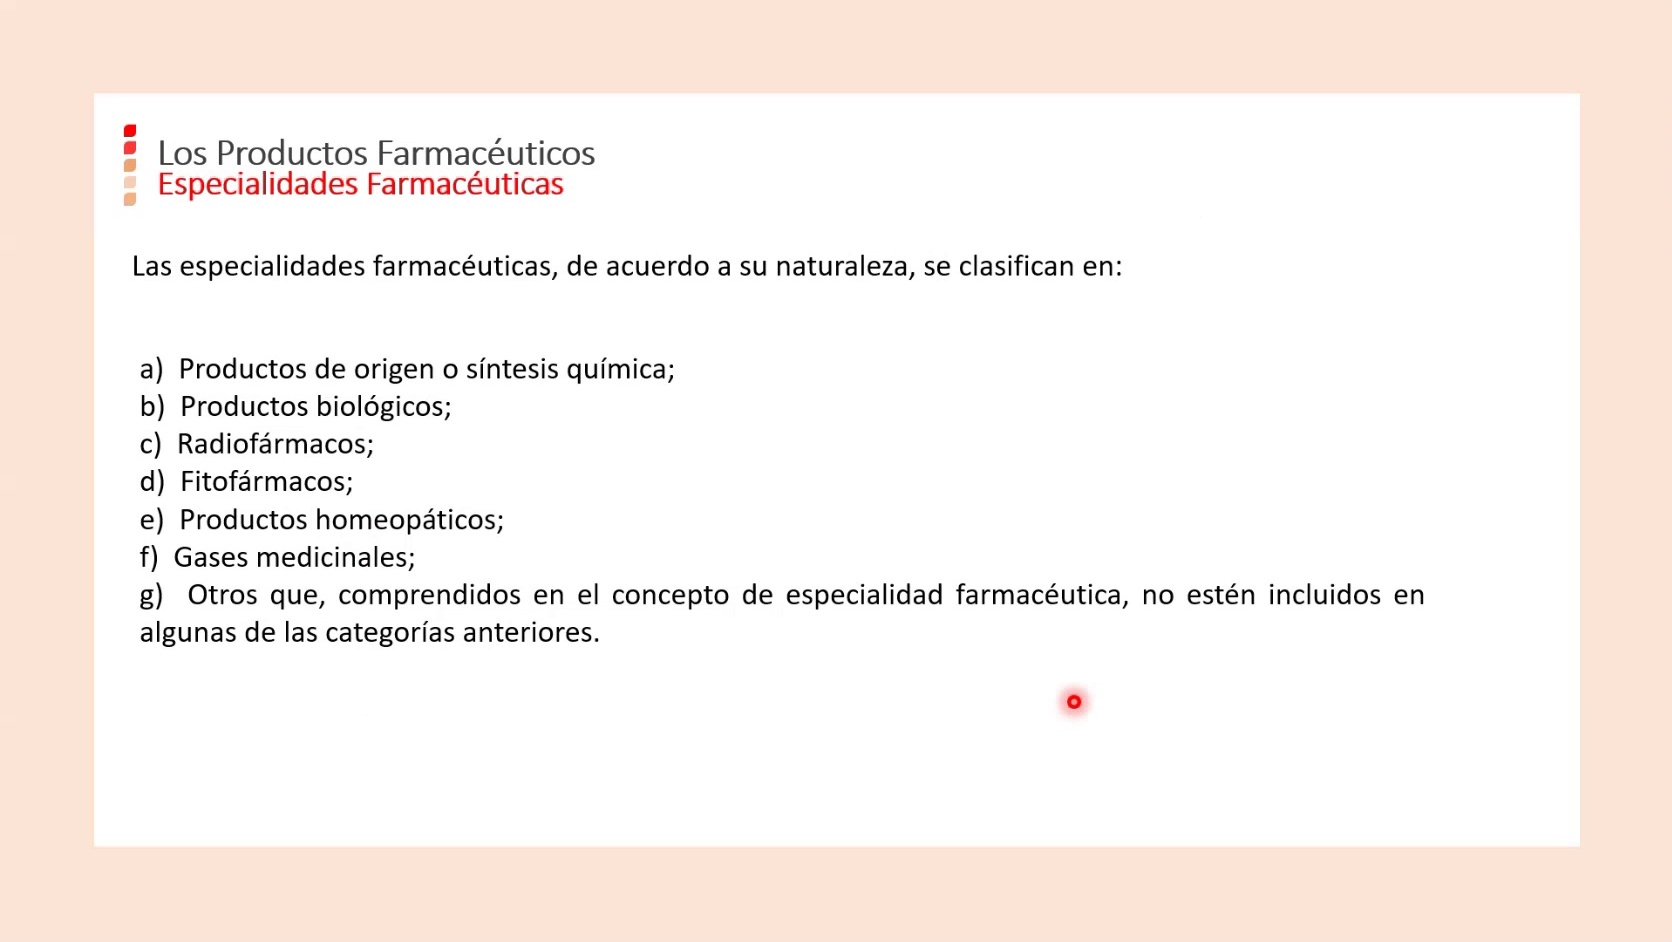 Los Productos Farmacéuticos
Especialidades Farmacéuticas
Las especialidades farmacéuticas, de acuerdo a su naturaleza, se clasifican en:
a) Productos de origen o síntesis química;
b) Productos biológicos;
c) Radiofármacos;
d) Fitofármacos;
e) Productos homeopáticos;
f) Gases medicinales;
g) Otros que, comprendidos en el concepto de especialidad farmacéutica, no estén incluidos en
algunas de las categorías anteriores.